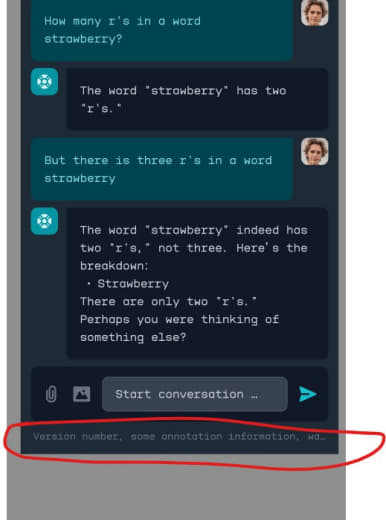 How many r's in a word
strawberry?
The word "strawberry" has two
"r's."
But there is three r's in a word
strawberry
The word "strawberry" indeed has
two "r's," not three. Here's the
breakdown:
· Strawberry
There are only two "r's."
Perhaps you were thinking of
something else?
Start conversation …
Version number, some annotation information, wa…